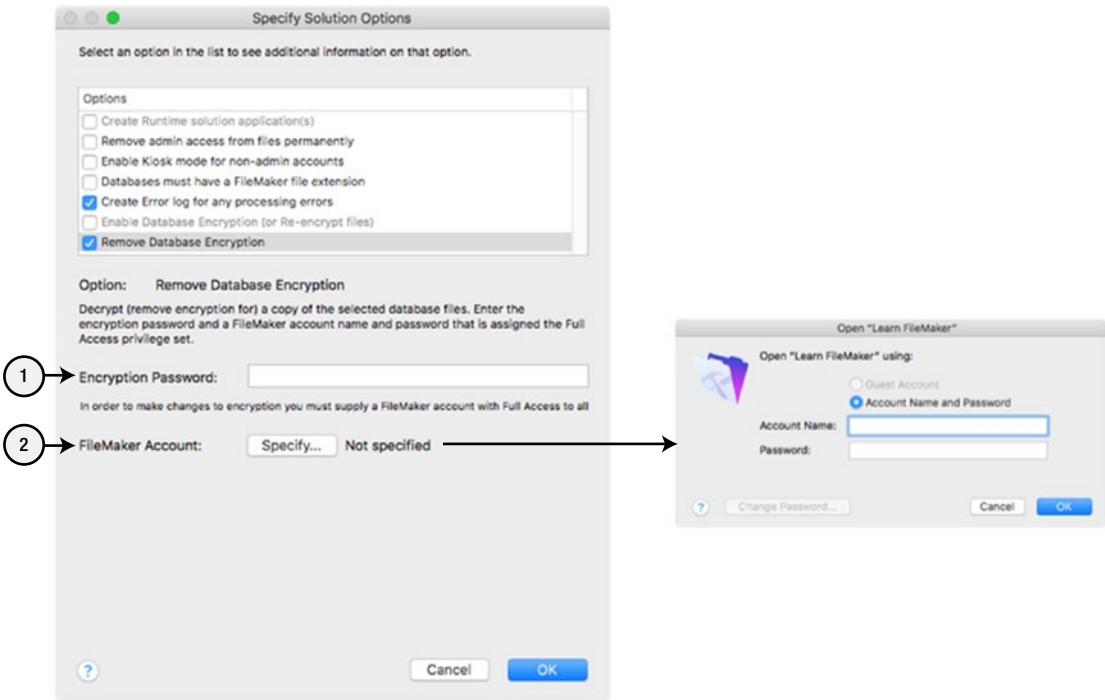 Specify Solution Options
Select an option in the list to see additional information on that option.
Options
Create Runtime solution application(s)
Remove admin access from files permanently
Enable Kiosk mode for non-admin accounts
Databases must have a FileMaker file extension
Create Error log for any processing errors
Enable Database Encryption (or Re-encrypt files)
Remove Database Encryption
Option: Remove Database Encryption
Decrypt (remove encryption for) a copy of the selected database files. Enter the
encryption password and a FileMaker account name and password that is assigned the Full
Access privilege set.
1 Encryption Password:
In order to make changes to encryption you must supply a FileMaker account with Full Access to all
2 FileMaker Account: Specify... Not specified
? Cancel OK
Open "Learn FileMaker"
Open "Learn FileMaker" using:
Guest Account
Account Name and Password
Account Name:
Password:
? Change Password... Cancel OK